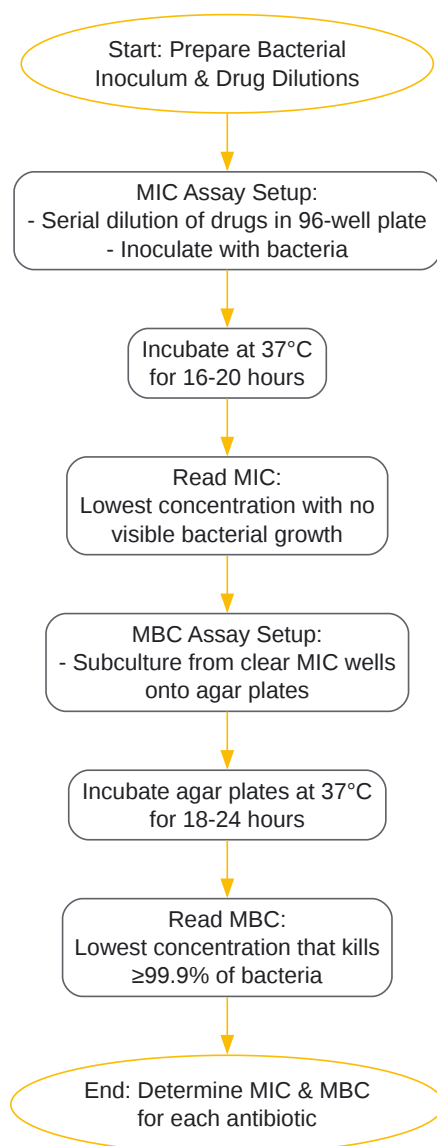 Start: Prepare Bacterial
Inoculum & Drug Dilutions
MIC Assay Setup:
- Serial dilution of drugs in 96-well plate
- Inoculate with bacteria
Incubate at 37°C
for 16-20 hours
Read MIC:
Lowest concentration with no
visible bacterial growth
MBC Assay Setup:
- Subculture from clear MIC wells
onto agar plates
Incubate agar plates at 37°C
for 18-24 hours
Read MBC:
Lowest concentration that kills
≥99.9% of bacteria
End: Determine MIC & MBC
for each antibiotic